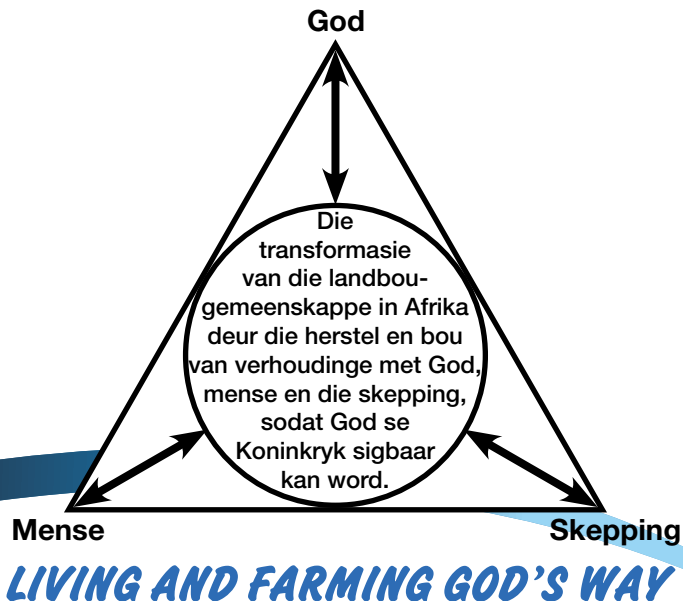 God
Die
transformasie
van die landbou-
gemeenskappe in Afrika
deur die herstel en bou
van verhoudinge met God,
mense en die skepping,
sodat God se
Koninkryk sigbaar
kan word.
Mense
Skepping
LIVING AND FARMING GOD'S WAY